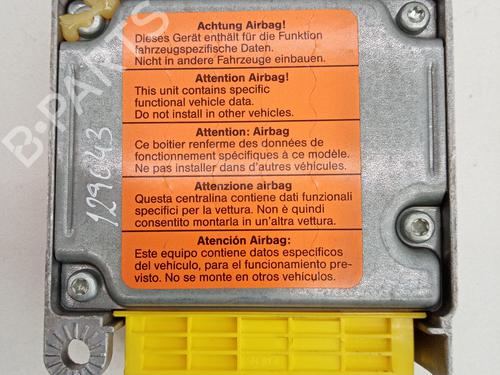 Achtung Airbag!
Dieses Gerät enthält für die Funktion
fahrzeugspezifische Daten.
Nicht in andere Fahrzeuge einbauen.
Attention Airbag!
This unit contains specific
functional vehicle data.
Do not install in other vehicles.
Attention: Airbag
Ce boitier renferme des données de
fonctionnement spécifiques à ce modèle.
Ne pas installer dans d'autres véhicules.
Attenzione airbag
Questa centralina contiene dati funzionali
specifici per la vettura. Non è quindi
consentito montarla in un'altra vettura.
Atención Airbag:
Este equipo contiene datos específicos
del vehículo, para el funcionamiento pre-
visto. No se monte en otros vehículos.
129043
B-PARTS